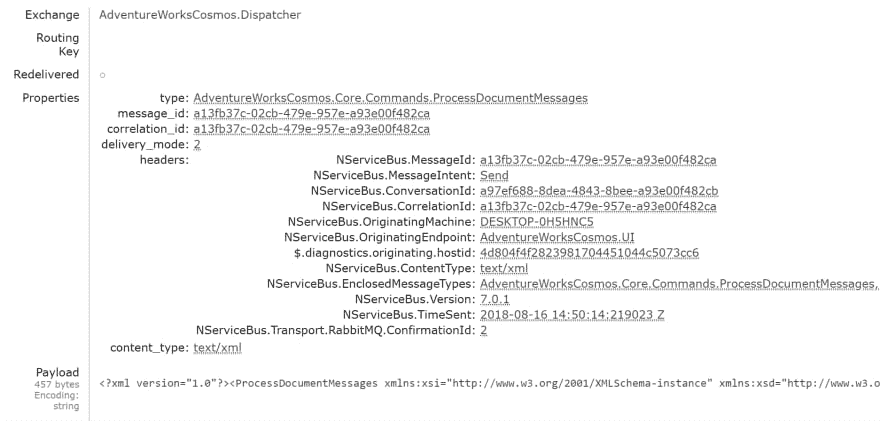 Exchange AdventureWorksCosmos.Dispatcher
Routing
Key
Redelivered ○
Properties type: AdventureWorksCosmos.Core.Commands.ProcessDocumentMessages
message_id: a13fb37c-02cb-479e-957e-a93e00f482ca
correlation_id: a13fb37c-02cb-479e-957e-a93e00f482ca
delivery_mode: 2
headers: NServiceBus.MessageId: a13fb37c-02cb-479e-957e-a93e00f482ca
NServiceBus.MessageIntent: Send
NServiceBus.ConversationId: a97ef688-8dea-4843-8bee-a93e00f482cb
NServiceBus.CorrelationId: a13fb37c-02cb-479e-957e-a93e00f482ca
NServiceBus.OriginatingMachine: DESKTOP-0H5HNC5
NServiceBus.OriginatingEndpoint: AdventureWorksCosmos.UI
$.diagnostics.originating.hostid: 4d804f4f2823981704451044c5073cc6
NServiceBus.ContentType: text/xml
NServiceBus.EnclosedMessageTypes: AdventureWorksCosmos.Core.Commands.ProcessDocumentMessages,
NServiceBus.Version: 7.0.1
NServiceBus.TimeSent: 2018-08-16 14:50:14:219023 Z
NServiceBus.Transport.RabbitMQ.ConfirmationId: 2
content_type: text/xml
Payload
457 bytes
Encoding:
string
<?xml version="1.0"?><ProcessDocumentMessages xmlns:xsi="http://www.w3.org/2001/XMLSchema-instance" xmlns:xsd="http://www.w3.o